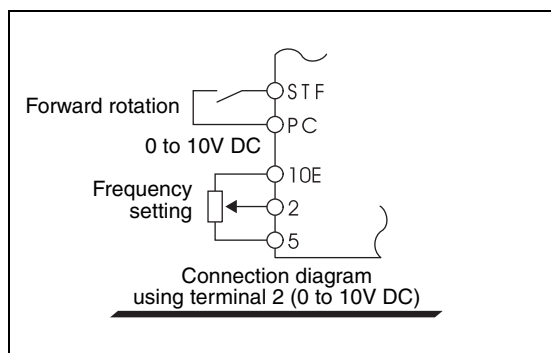 STF
Forward rotation
PC
0 to 10V DC
10E
Frequency
setting
2
5
Connection diagram
using terminal 2 (0 to 10V DC)